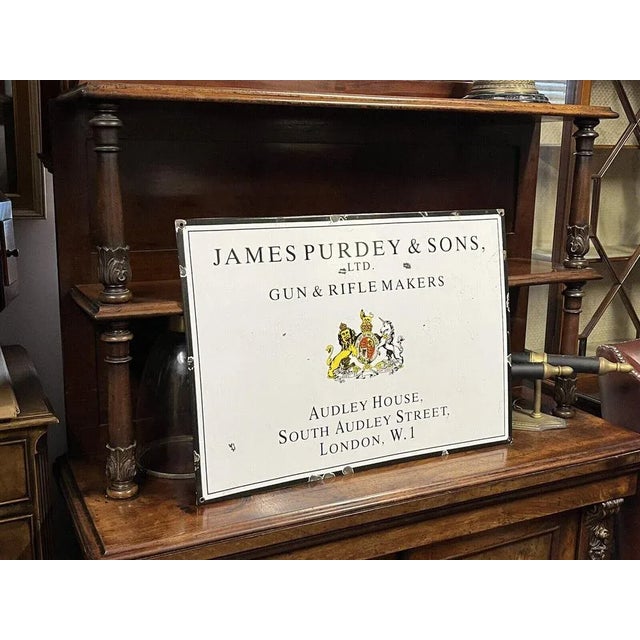 JAMES PURDEY & SONS,
LTD.
GUN & RIFLE MAKERS
AUDLEY HOUSE,
SOUTH AUDLEY STREET,
LONDON, W.1